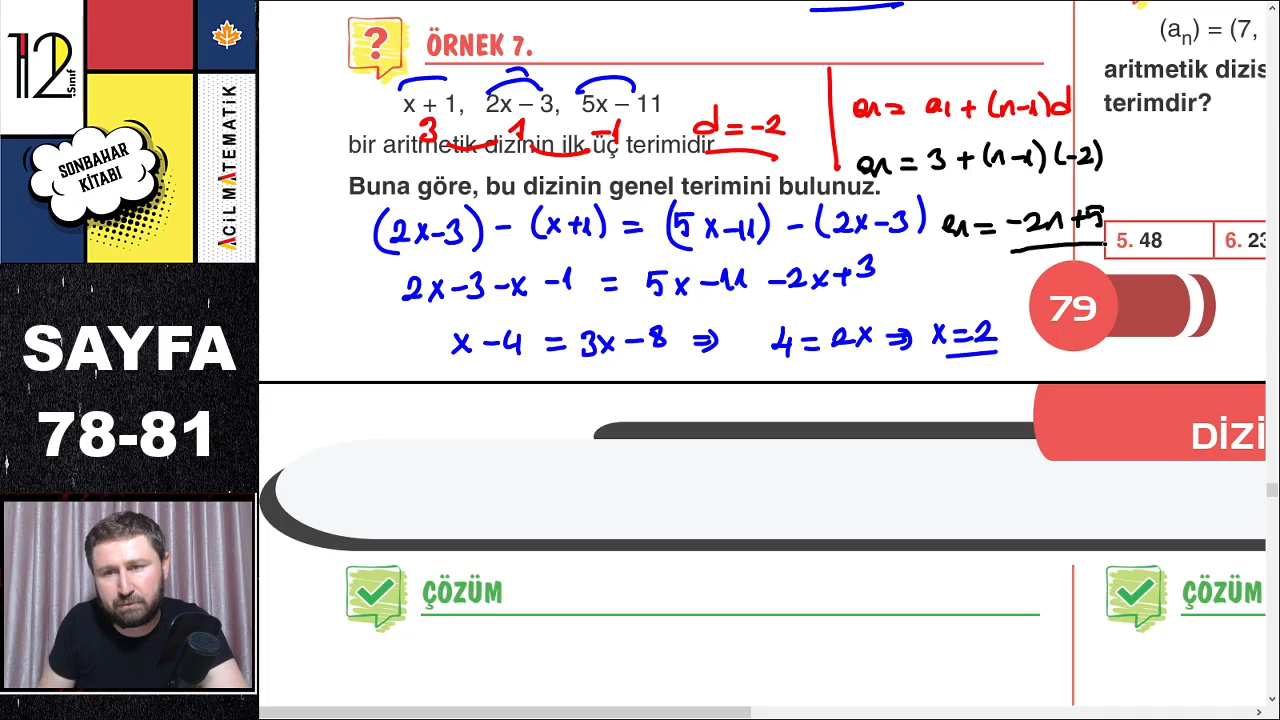 12
.Sınıf
SONBAHAR
KİTABI
AÇİLMATEMATİK
SAYFA
78-81
ÖRNEK 7.
x + 1, 2x – 3, 5x – 11
3 1 -1 d = -2
bir aritmetik dizinin ilk üç terimidir
Buna göre, bu dizinin genel terimini bulunuz.
(2x-3) - (x+1) = (5x-11) - (2x-3)
2x-3-x-1 = 5x-11-2x+3
x-4 = 3x-8 ⇒ 4 = 2x ⇒ x=2
an = a1 + (n-1)d
an = 3 + (n-1)(-2)
an = -2n+5
(an) = (7,
aritmetik dizis
terimdir?
5. 48 6. 23
79
DİZİ
ÇÖZÜM
ÇÖZÜM